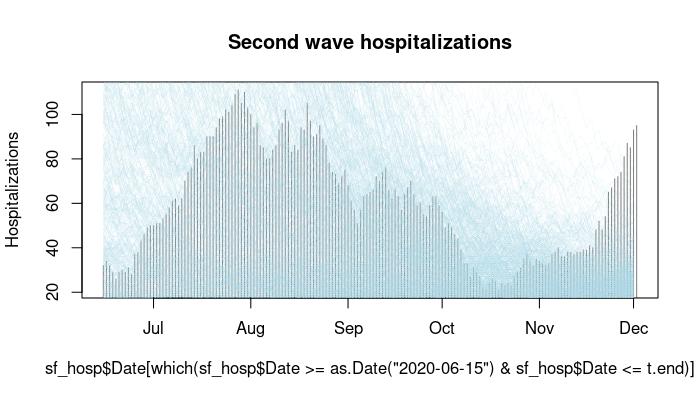 Second wave hospitalizations
Hospitalizations
100
80
60
40
20
Jul Aug Sep Oct Nov Dec
sf_hosp$Date[which(sf_hosp$Date >= as.Date("2020-06-15") & sf_hosp$Date <= t.end)]